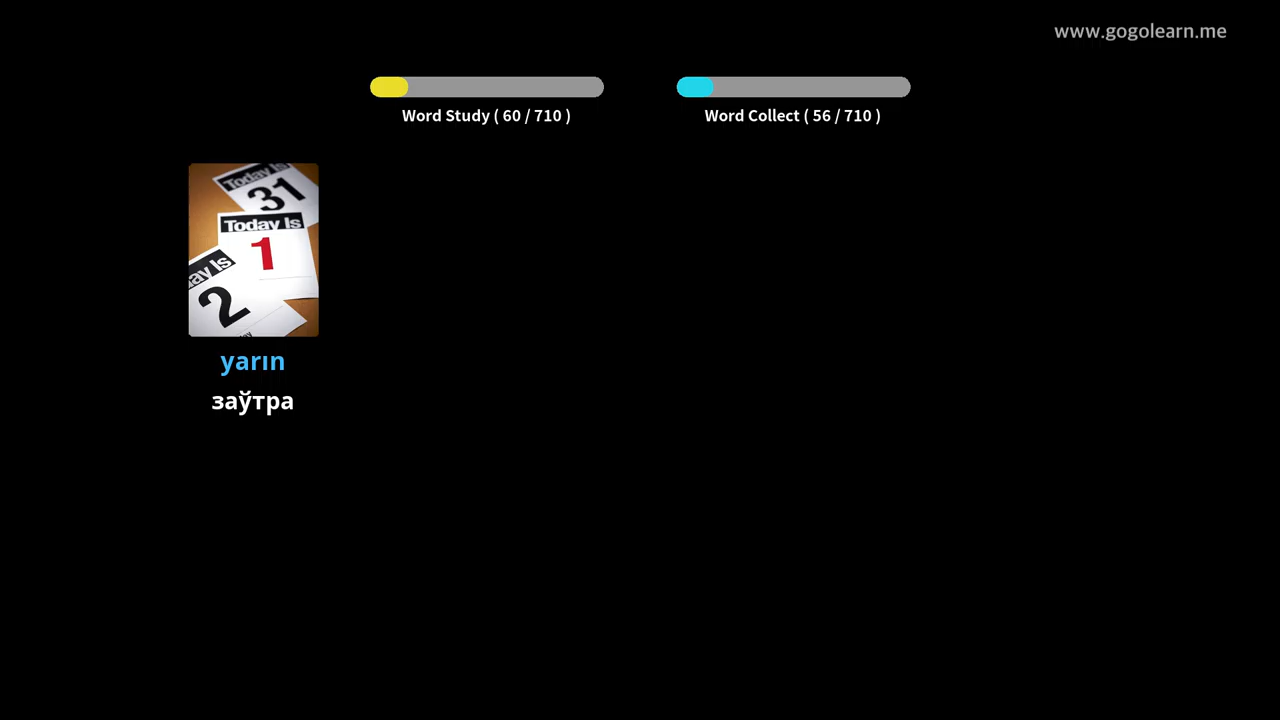 www.gogolearn.me
Word Study ( 60 / 710 )
Word Collect ( 56 / 710 )
Today Is
31
Today Is
1
ay Is
2
yarın
заўтра